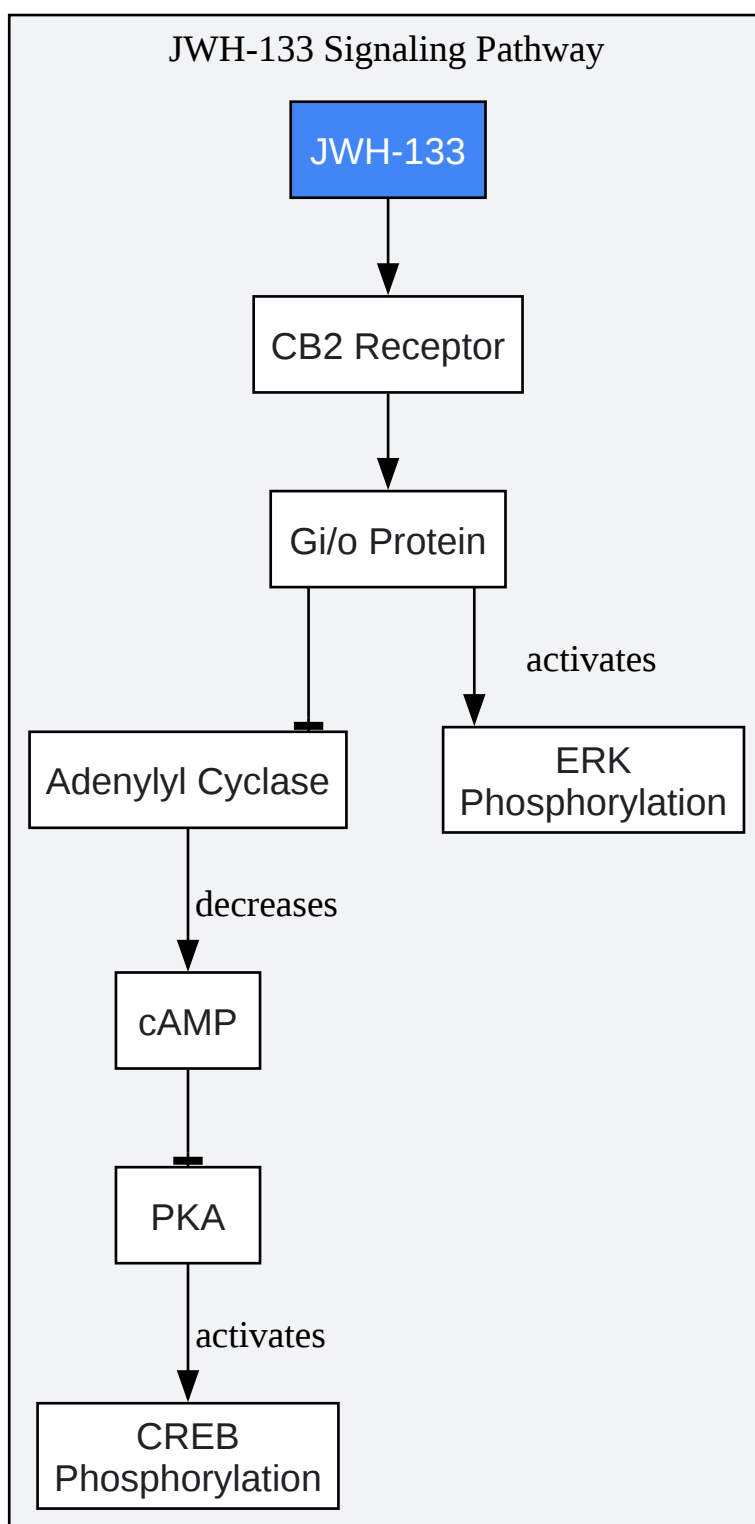 JWH-133 Signaling Pathway
JWH-133
CB2 Receptor
Gi/o Protein
activates
Adenylyl Cyclase
ERK
Phosphorylation
decreases
cAMP
PKA
activates
CREB
Phosphorylation